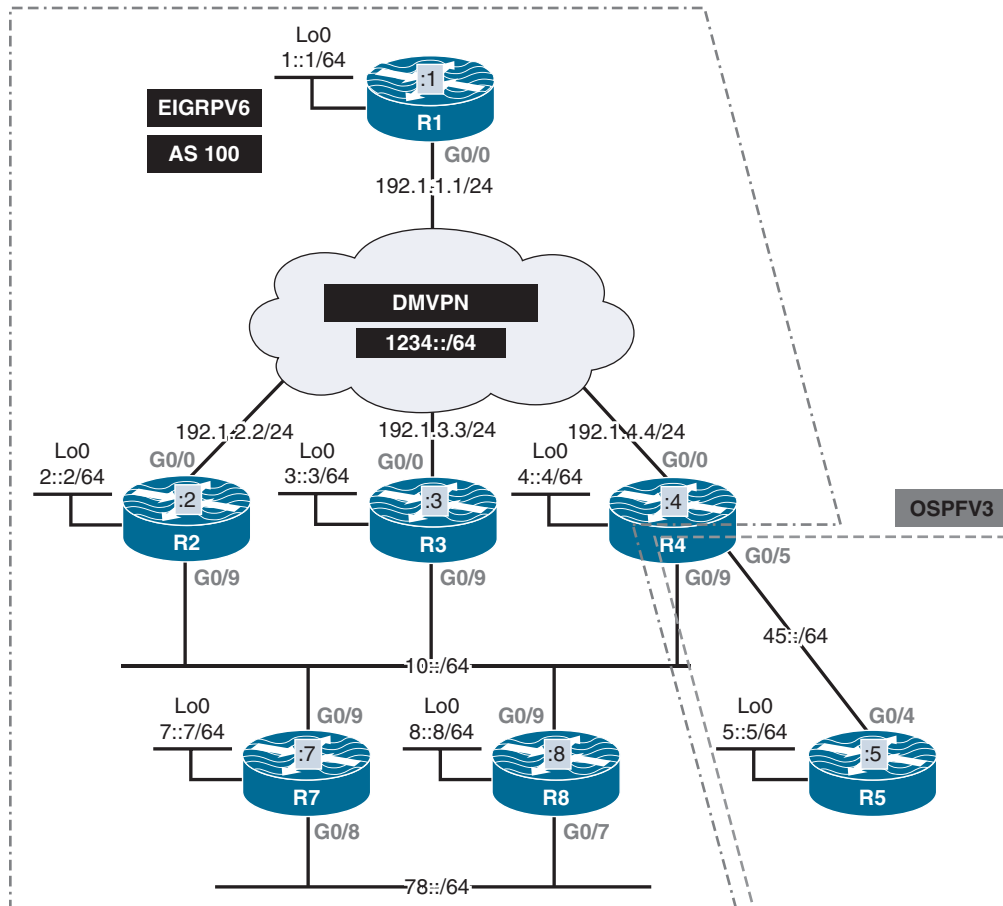 Lo0
1::1/64
:1
R1
EIGRPV6
AS 100
G0/0
192.1.1.1/24
DMVPN
1234::/64
192.1.2.2/24
192.1.3.3/24
192.1.4.4/24
Lo0
2::2/64
G0/0
:2
R2
G0/9
Lo0
3::3/64
G0/0
:3
R3
G0/9
Lo0
4::4/64
G0/0
:4
R4
G0/5
G0/9
OSPFV3
45::/64
10::/64
Lo0
7::7/64
G0/9
:7
R7
G0/8
Lo0
8::8/64
G0/9
:8
R8
G0/7
Lo0
5::5/64
G0/4
:5
R5
78::/64